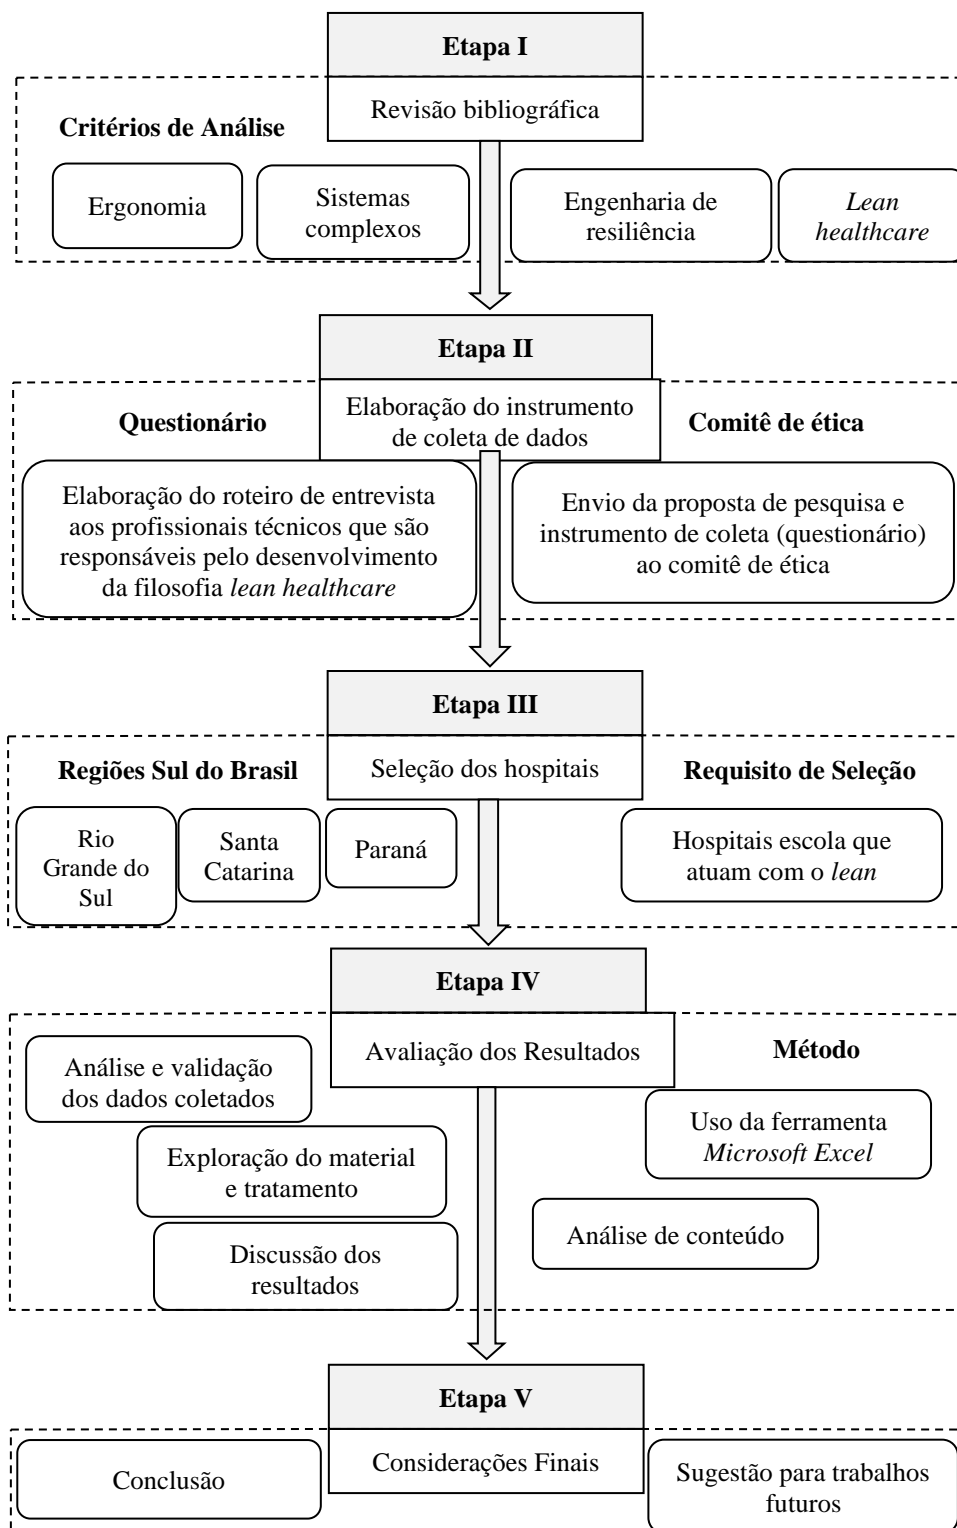 Etapa I
Revisão bibliográfica
Critérios de Análise
Ergonomia
Sistemas
complexos
Engenharia de
resiliência
Lean
healthcare
Etapa II
Elaboração do instrumento
de coleta de dados
Questionário
Comitê de ética
Elaboração do roteiro de entrevista
aos profissionais técnicos que são
responsáveis pelo desenvolvimento
da filosofia lean healthcare
Envio da proposta de pesquisa e
instrumento de coleta (questionário)
ao comitê de ética
Etapa III
Seleção dos hospitais
Regiões Sul do Brasil
Requisito de Seleção
Rio
Grande do
Sul
Santa
Catarina
Paraná
Hospitais escola que
atuam com o lean
Etapa IV
Avaliação dos Resultados
Método
Análise e validação
dos dados coletados
Exploração do material
e tratamento
Discussão dos
resultados
Uso da ferramenta
Microsoft Excel
Análise de conteúdo
Etapa V
Considerações Finais
Conclusão
Sugestão para trabalhos
futuros